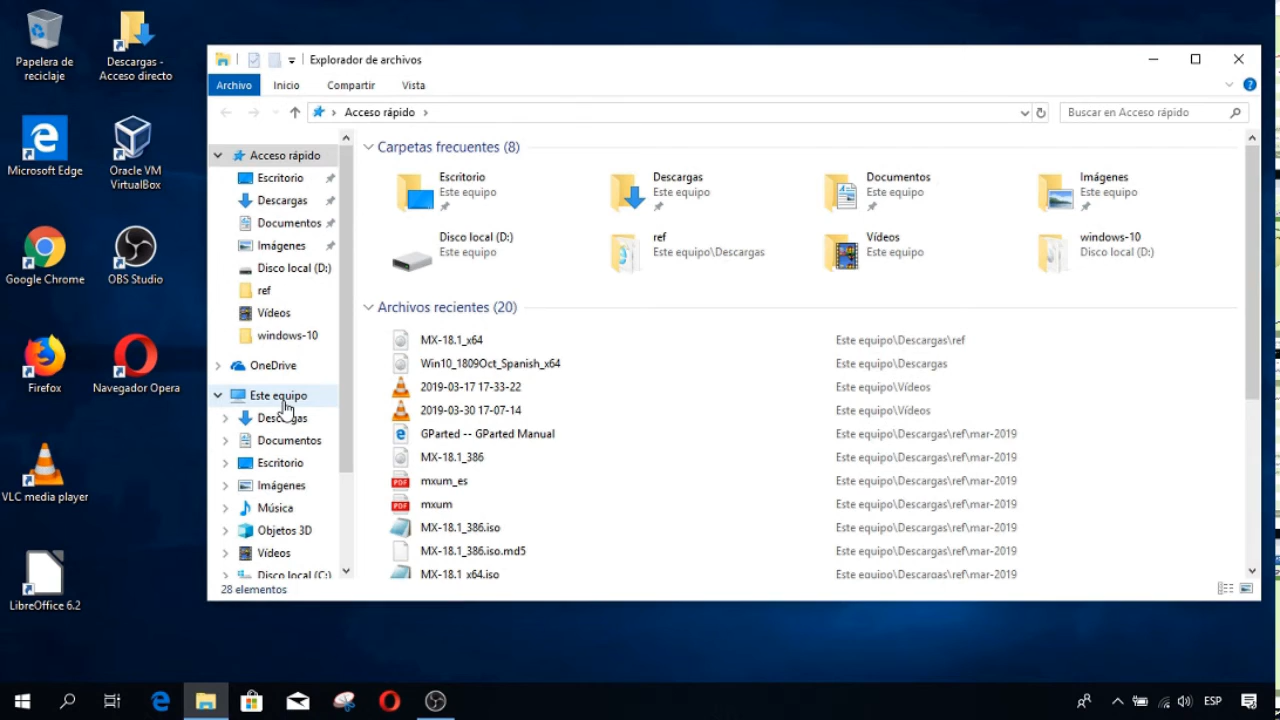 Papelera de
reciclaje
Descargas -
Acceso directo
Microsoft Edge
Oracle VM
VirtualBox
Google Chrome
OBS Studio
Firefox
Navegador Opera
VLC media player
LibreOffice 6.2
Explorador de archivos
Archivo
Inicio
Compartir
Vista
Acceso rápido
Buscar en Acceso rápido
Acceso rápido
Escritorio
Descargas
Documentos
Imágenes
Disco local (D:)
ref
Vídeos
windows-10
OneDrive
Este equipo
Descargas
Documentos
Escritorio
Imágenes
Música
Objetos 3D
Vídeos
Disco local (C:)
Carpetas frecuentes (8)
Escritorio
Este equipo
Descargas
Este equipo
Documentos
Este equipo
Imágenes
Este equipo
Disco local (D:)
Este equipo
ref
Este equipo\Descargas
Vídeos
Este equipo
windows-10
Disco local (D:)
Archivos recientes (20)
MX-18.1_x64 Este equipo\Descargas\ref
Win10_1809Oct_Spanish_x64 Este equipo\Descargas
2019-03-17 17-33-22 Este equipo\Vídeos
2019-03-30 17-07-14 Este equipo\Vídeos
GParted -- GParted Manual Este equipo\Descargas\ref\mar-2019
MX-18.1_386 Este equipo\Descargas\ref\mar-2019
PDF mxum_es Este equipo\Descargas\ref\mar-2019
PDF mxum Este equipo\Descargas\ref\mar-2019
MX-18.1_386.iso Este equipo\Descargas\ref\mar-2019
MX-18.1_386.iso.md5 Este equipo\Descargas\ref\mar-2019
MX-18.1_x64.iso Este equipo\Descargas\ref\mar-2019
28 elementos
ESP